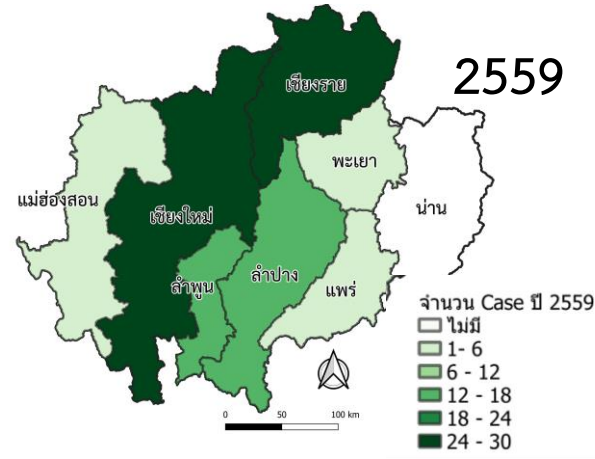 2559
เชียงราย
พะเยา
แม่ฮ่องสอน
เชียงใหม่
น่าน
ลำพูน
ลำปาง
แพร่
จำนวน Case ปี 2559
ไม่มี
1- 6
6 - 12
12 - 18
18 - 24
24 - 30
0 50 100 km